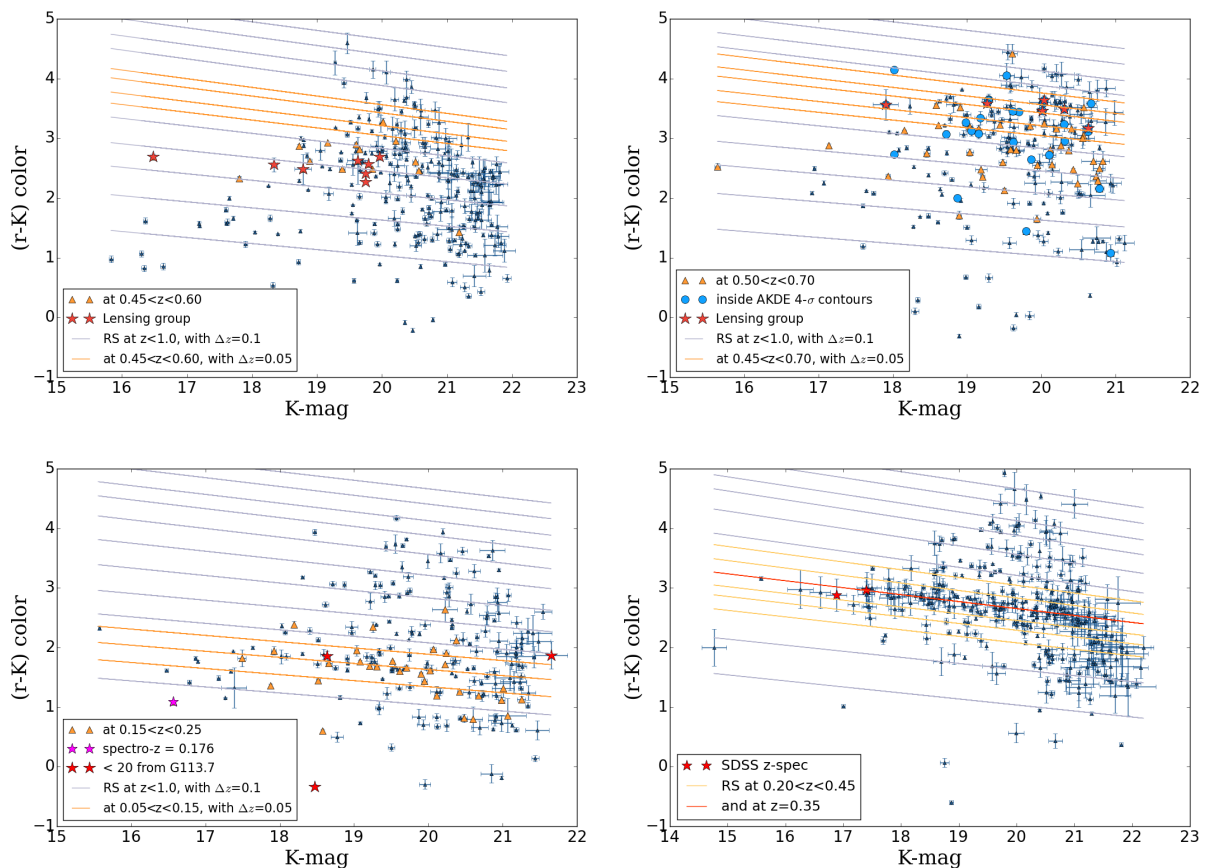 5
4
3
2
1
0
−1
15 16 17 18 19 20 21 22 23
(r-K) color
K-mag
at 0.45<z<0.60
Lensing group
RS at z<1.0, with Δz=0.1
at 0.45<z<0.60, with Δz=0.05
5
4
3
2
1
0
−1
15 16 17 18 19 20 21 22
(r-K) color
K-mag
at 0.50<z<0.70
inside AKDE 4-σ contours
Lensing group
RS at z<1.0, with Δz=0.1
at 0.45<z<0.70, with Δz=0.05
5
4
3
2
1
0
−1
15 16 17 18 19 20 21 22
(r-K) color
K-mag
at 0.15<z<0.25
spectro-z = 0.176
< 20 from G113.7
RS at z<1.0, with Δz=0.1
at 0.05<z<0.15, with Δz=0.05
5
4
3
2
1
0
−1
14 15 16 17 18 19 20 21 22 23
(r-K) color
K-mag
SDSS z-spec
RS at 0.20<z<0.45
and at z=0.35